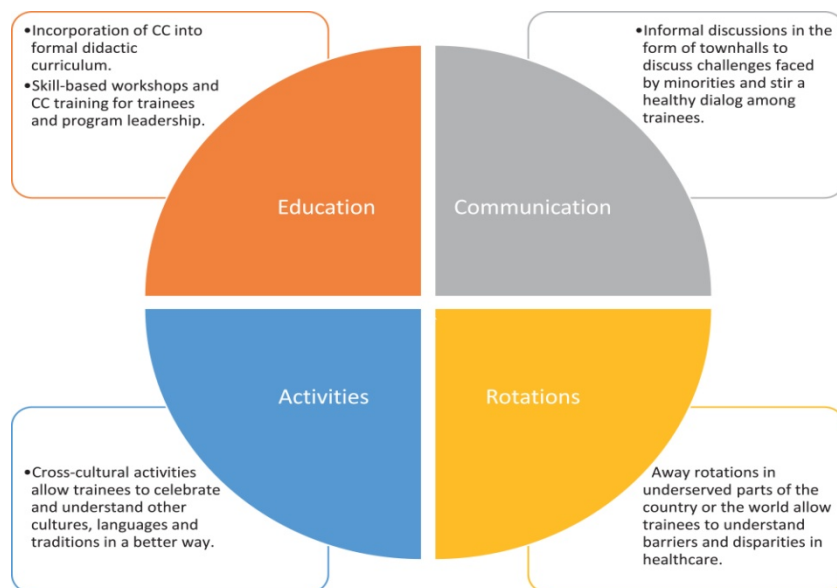 •Incorporation of CC into
formal didactic
curriculum.
•Skill-based workshops and
CC training for trainees
and program leadership.
•Informal discussions in the
form of townhalls to
discuss challenges faced
by minorities and stir a
healthy dialog among
trainees.
Education
Communication
Activities
Rotations
•Cross-cultural activities
allow trainees to celebrate
and understand other
cultures, languages and
traditions in a better way.
Away rotations in
underserved parts of the
country or the world allow
trainees to understand
barriers and disparities in
healthcare.